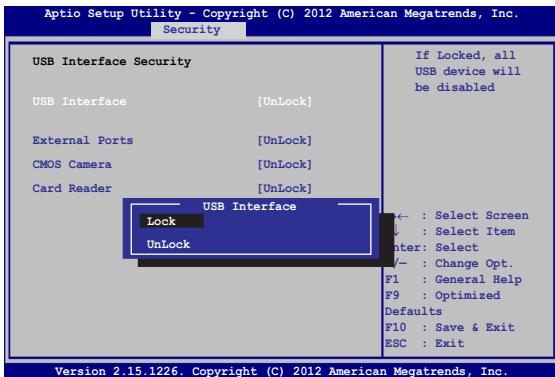 Aptio Setup Utility - Copyright (C) 2012 American Megatrends, Inc.
Security
USB Interface Security
USB Interface [UnLock]
External Ports [UnLock]
CMOS Camera [UnLock]
Card Reader [UnLock]
USB Interface
Lock
UnLock
If Locked, all
USB device will
be disabled
← : Select Screen
↓ : Select Item
nter: Select
/— : Change Opt.
F1 : General Help
F9 : Optimized
Defaults
F10 : Save & Exit
ESC : Exit
Version 2.15.1226. Copyright (C) 2012 American Megatrends, Inc.